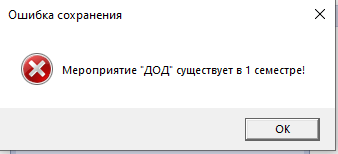 Ошибка сохранения
Мероприятие "ДОД" существует в 1 семестре!
OK